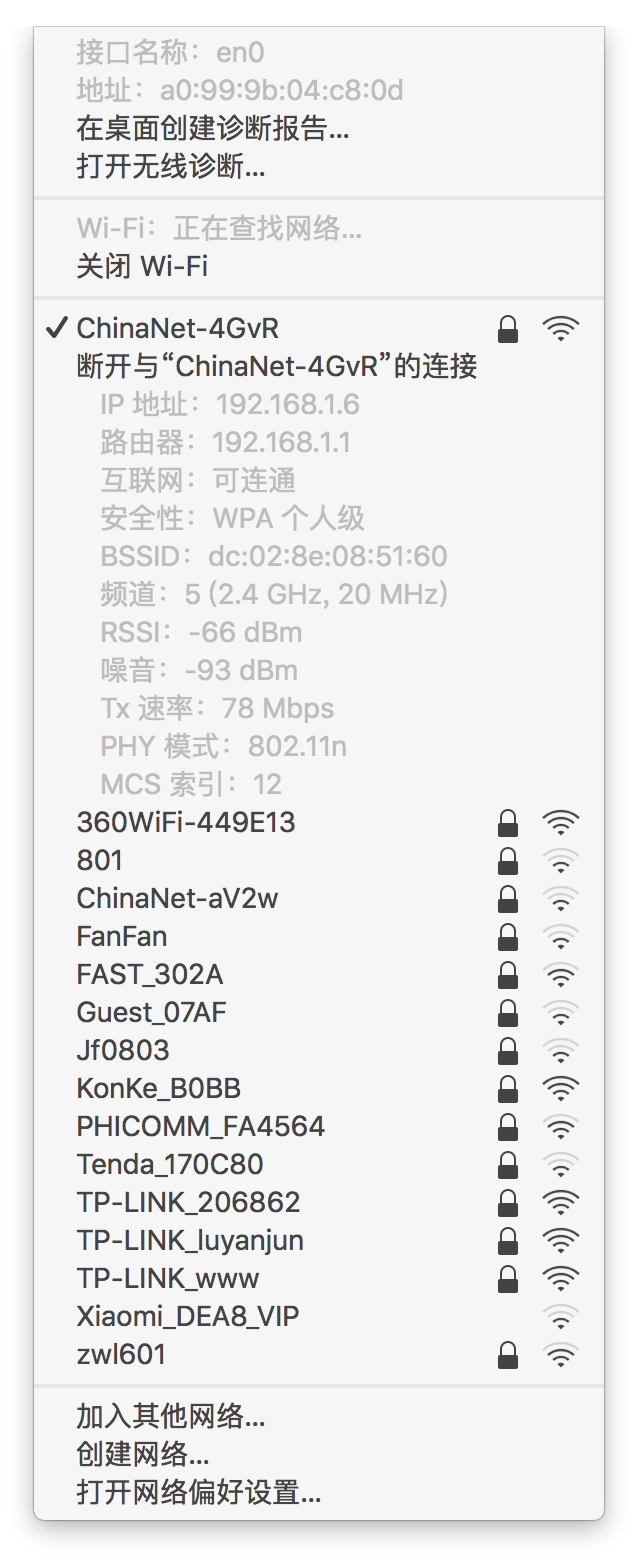 接口名称：en0
地址：a0:99:9b:04:c8:0d
在桌面创建诊断报告...
打开无线诊断...
Wi-Fi：正在查找网络...
关闭 Wi-Fi
✓ ChinaNet-4GvR
断开与“ChinaNet-4GvR”的连接
IP 地址：192.168.1.6
路由器：192.168.1.1
互联网：可连通
安全性：WPA 个人级
BSSID：dc:02:8e:08:51:60
频道：5 (2.4 GHz, 20 MHz)
RSSI：-66 dBm
噪音：-93 dBm
Tx 速率：78 Mbps
PHY 模式：802.11n
MCS 索引：12
360WiFi-449E13
801
ChinaNet-aV2w
FanFan
FAST_302A
Guest_07AF
Jf0803
KonKe_B0BB
PHICOMM_FA4564
Tenda_170C80
TP-LINK_206862
TP-LINK_luyanjun
TP-LINK_www
Xiaomi_DEA8_VIP
zwl601
加入其他网络...
创建网络...
打开网络偏好设置...